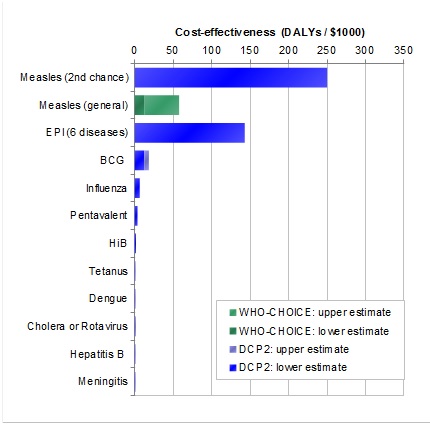 Cost-effectiveness (DALYs / $1000)
0 50 100 150 200 250 300 350
Measles (2nd chance)
Measles (general)
EPI (6 diseases)
BCG
Influenza
Pentavalent
HiB
Tetanus
Dengue
Cholera or Rotavirus
Hepatitis B
Meningitis
WHO-CHOICE: upper estimate
WHO-CHOICE: lower estimate
DCP2: upper estimate
DCP2: lower estimate